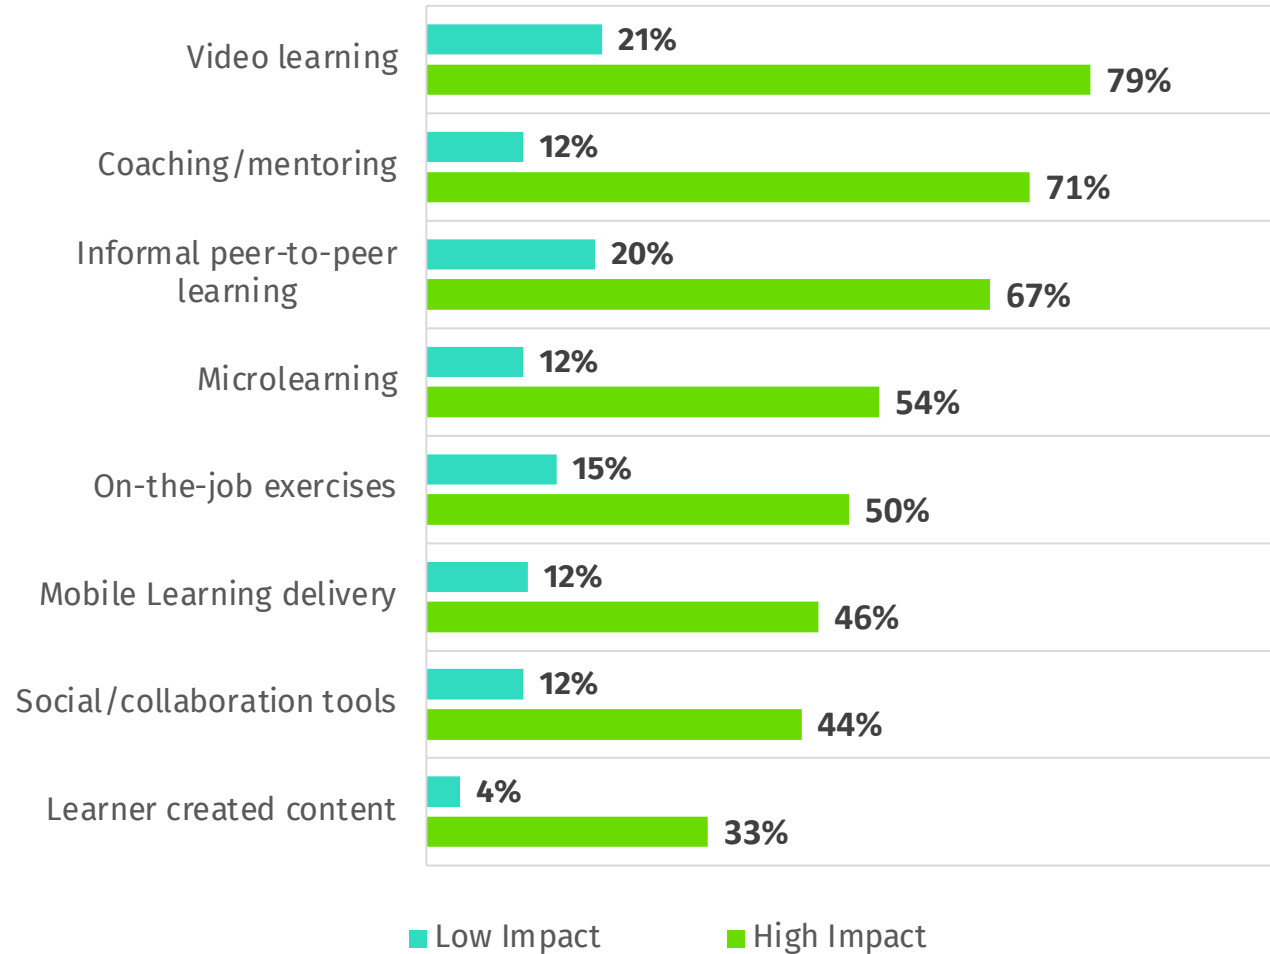 Video learning
21%
79%
Coaching/mentoring
12%
71%
Informal peer-to-peer
learning
20%
67%
Microlearning
12%
54%
On-the-job exercises
15%
50%
Mobile Learning delivery
12%
46%
Social/collaboration tools
12%
44%
Learner created content
4%
33%
Low Impact
High Impact